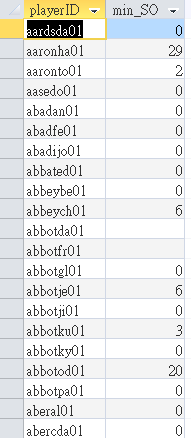 playerID min_SO
aardsda01 0
aaronha01 29
aaronto01 2
aasedo01 0
abadan01 0
abadfe01 0
abadijo01 0
abbated01 0
abbeybe01 0
abbeych01 6
abbotda01
abbotfr01
abbotgl01 0
abbotje01 6
abbotji01 0
abbotku01 3
abbotky01 0
abbotod01 20
abbotpa01 0
aberal01 0
abercda01 0